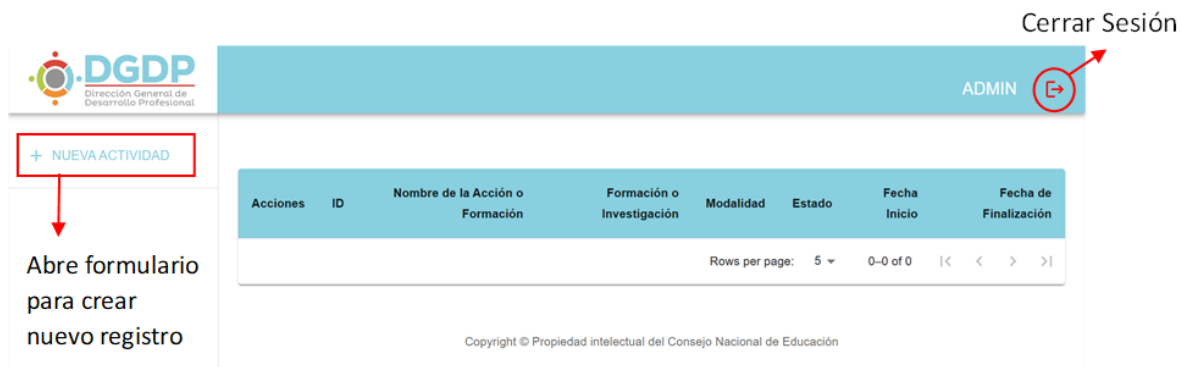 Cerrar Sesión
DGDP
Dirección General de
Desarrollo Profesional
ADMIN
+ NUEVA ACTIVIDAD
Acciones ID Nombre de la Acción o Formación o Modalidad Estado Fecha Fecha de
Formación Investigación Inicio Finalización
Rows per page: 5 0–0 of 0
Abre formulario
para crear
nuevo registro
Copyright © Propiedad intelectual del Consejo Nacional de Educación